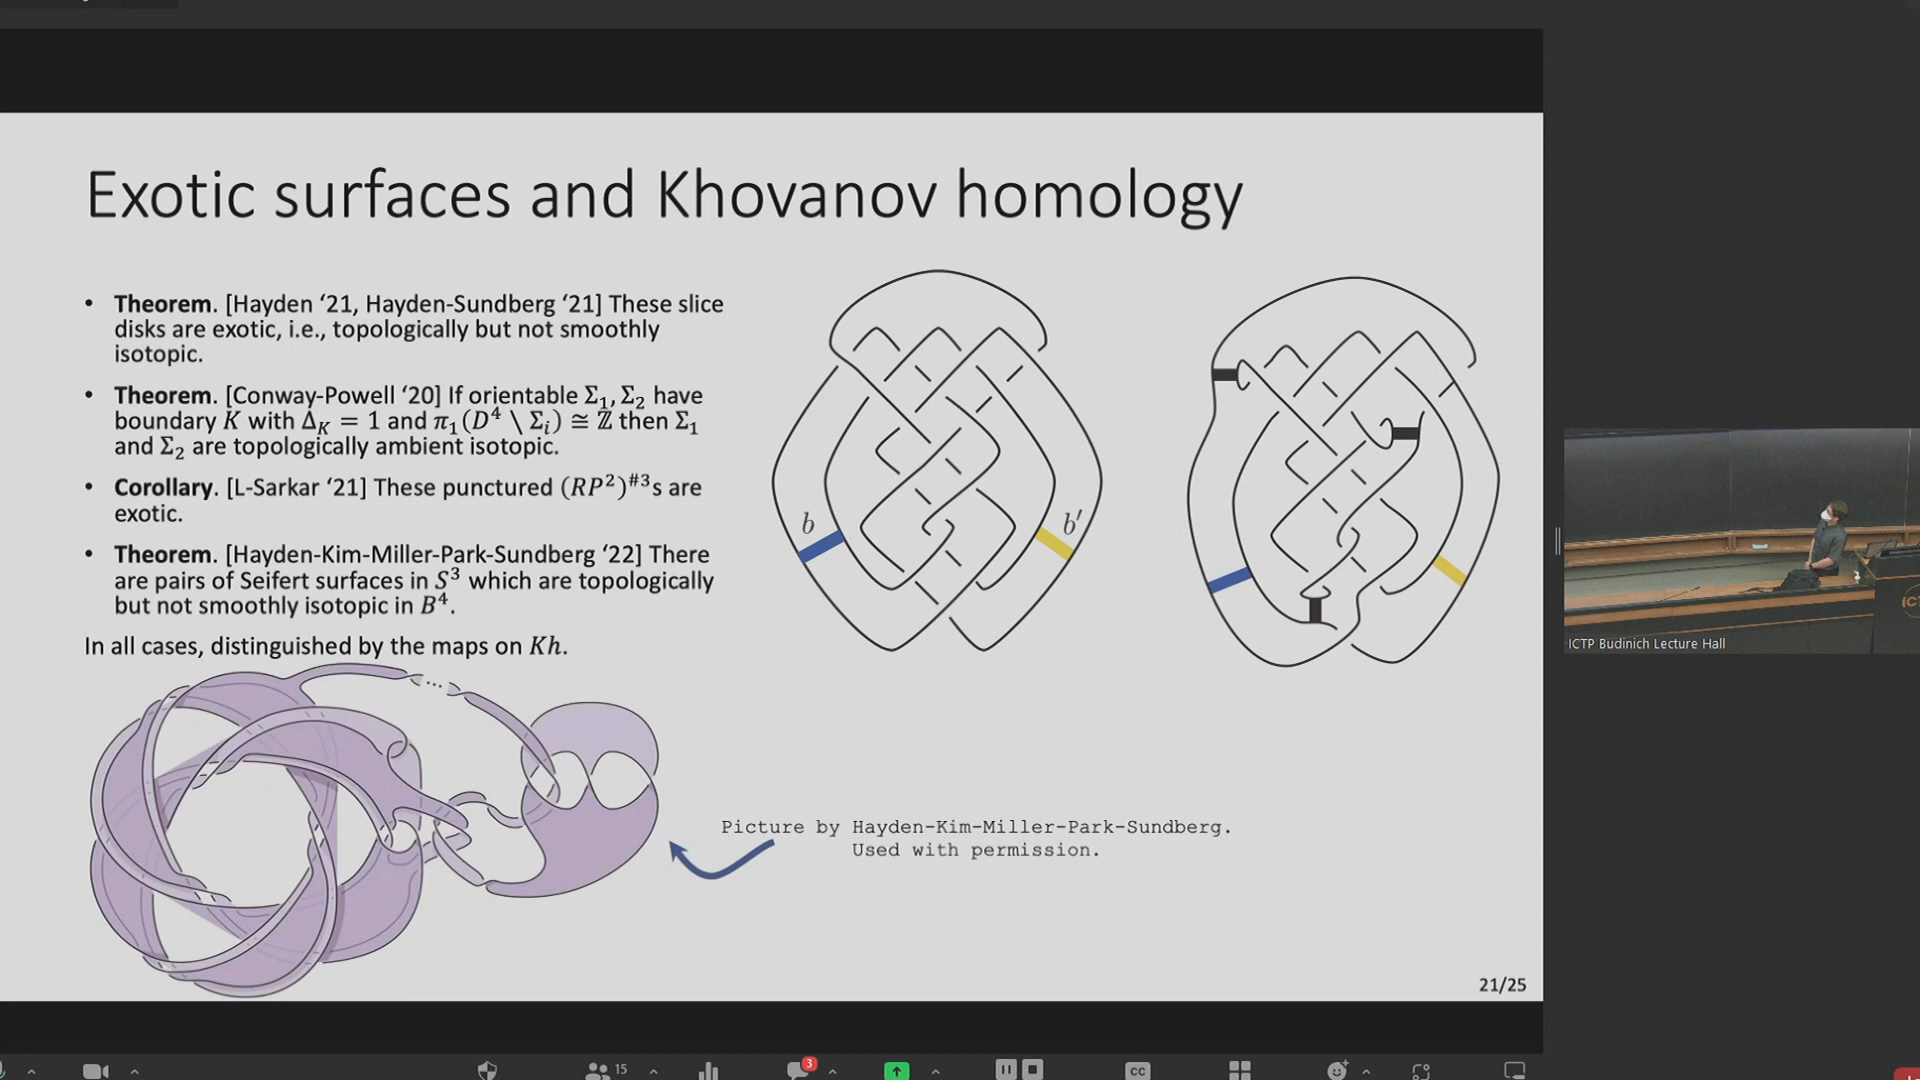 Exotic surfaces and Khovanov homology
• Theorem. [Hayden ‘21, Hayden-Sundberg ‘21] These slice
disks are exotic, i.e., topologically but not smoothly
isotopic.
• Theorem. [Conway-Powell ‘20] If orientable Σ₁, Σ₂ have
boundary K with Δ_K = 1 and π₁(D⁴ \ Σᵢ) ≅ ℤ then Σ₁
and Σ₂ are topologically ambient isotopic.
• Corollary. [L-Sarkar ‘21] These punctured (RP²)^#3s are
exotic.
• Theorem. [Hayden-Kim-Miller-Park-Sundberg ‘22] There
are pairs of Seifert surfaces in S³ which are topologically
but not smoothly isotopic in B⁴.
In all cases, distinguished by the maps on Kh.
b
b′
...
Picture by Hayden-Kim-Miller-Park-Sundberg.
Used with permission.
21/25
ICTP Budinich Lecture Hall
15
3
CC